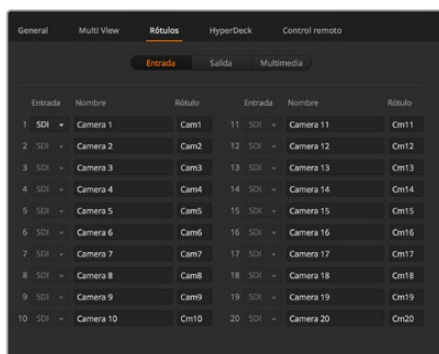 General Multi View Rótulos HyperDeck Control remoto
Entrada Salida Multimedia
Entrada Nombre Rótulo Entrada Nombre Rótulo
1 SDI Camera 1 Cam1 11 SDI Camera 11 Cm11
2 SDI Camera 2 Cam2 12 SDI Camera 12 Cm12
3 SDI Camera 3 Cam3 13 SDI Camera 13 Cm13
4 SDI Camera 4 Cam4 14 SDI Camera 14 Cm14
5 SDI Camera 5 Cam5 15 SDI Camera 15 Cm15
6 SDI Camera 6 Cam6 16 SDI Camera 16 Cm16
7 SDI Camera 7 Cam7 17 SDI Camera 17 Cm17
8 SDI Camera 8 Cam8 18 SDI Camera 18 Cm18
9 SDI Camera 9 Cam9 19 SDI Camera 19 Cm19
10 SDI Camera 10 Cm10 20 SDI Camera 20 Cm20